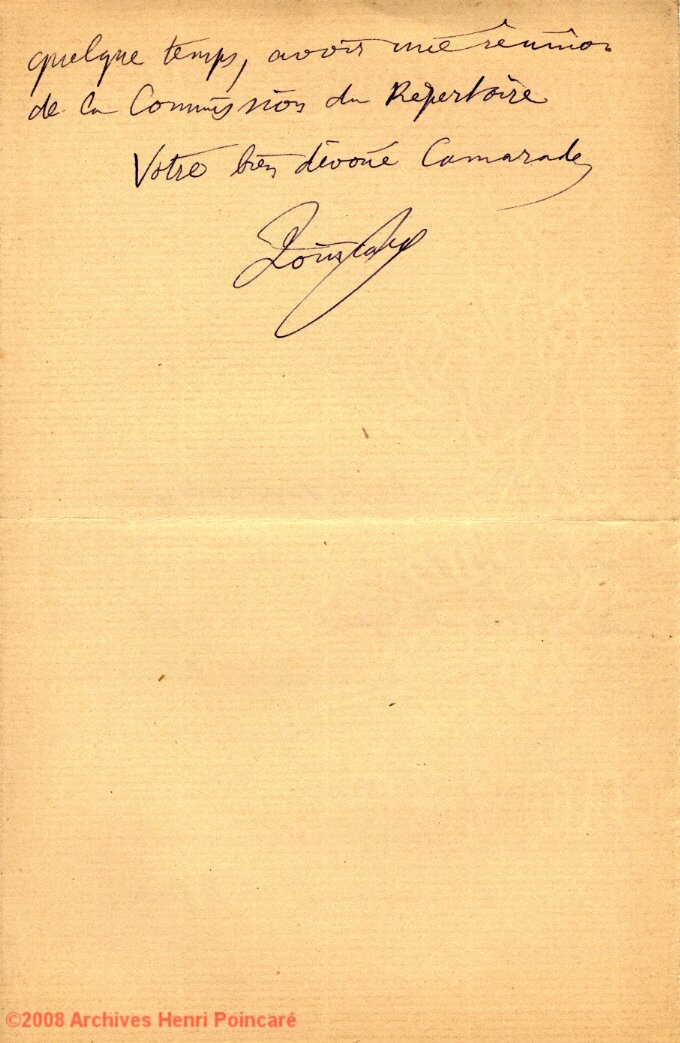 quelque temps, avoir une réunion
de la Commission du Répertoire
Votre bien dévoué Camarade
©2008 Archives Henri Poincaré